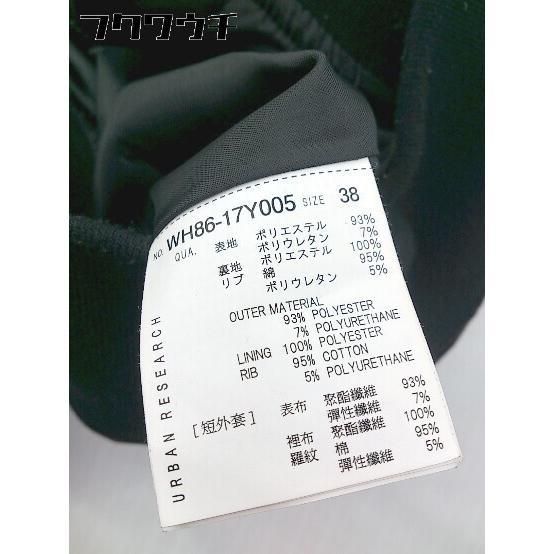 フクワウチ
NO. WH86-17Y005 SIZE 38
QUA. 表地 ポリエステル 93%
ポリウレタン 7%
裏地 ポリエステル 100%
リブ 綿 95%
ポリウレタン 5%
OUTER MATERIAL
93% POLYESTER
7% POLYURETHANE
LINING 100% POLYESTER
RIB 95% COTTON
5% POLYURETHANE
[短外套] 表布 聚酯纖維 93%
彈性纖維 7%
裡布 聚酯纖維 100%
羅紋 棉 95%
彈性纖維 5%
URBAN RESEARCH